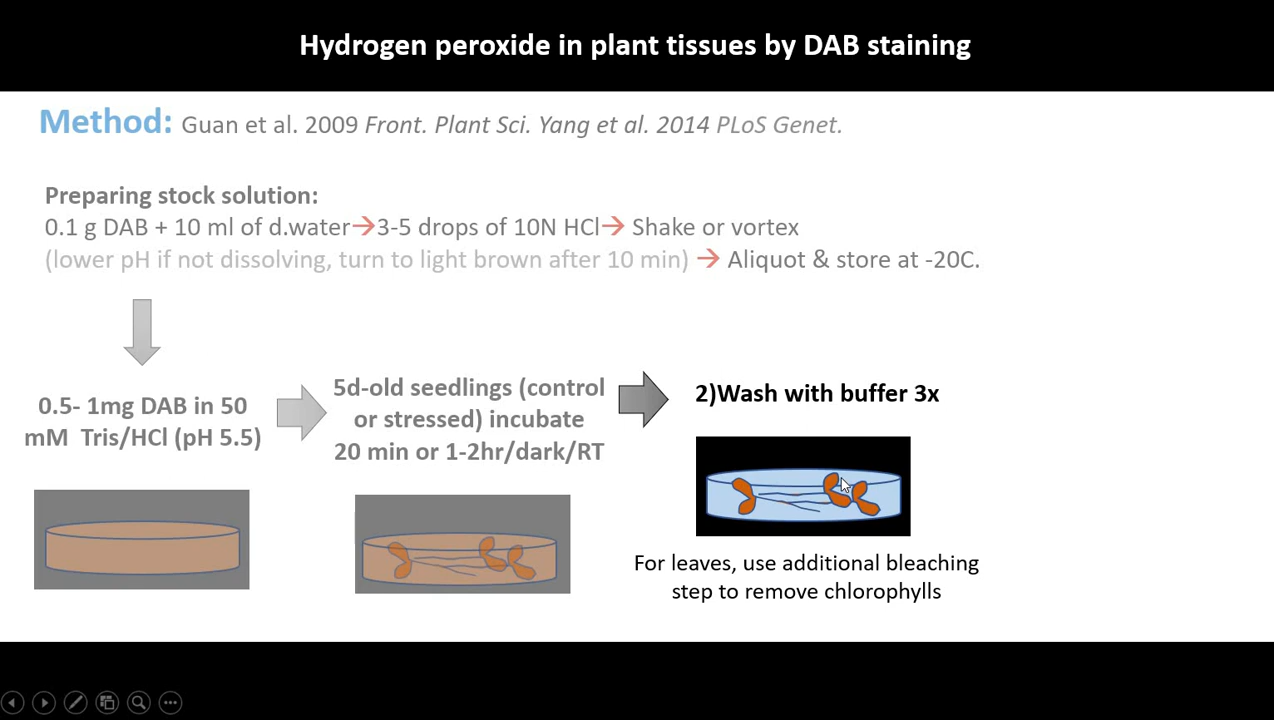 Hydrogen peroxide in plant tissues by DAB staining
Method: Guan et al. 2009 Front. Plant Sci. Yang et al. 2014 PLoS Genet.
Preparing stock solution:
0.1 g DAB + 10 ml of d.water→3-5 drops of 10N HCl→ Shake or vortex
(lower pH if not dissolving, turn to light brown after 10 min) → Aliquot & store at -20C.
0.5- 1mg DAB in 50
mM Tris/HCl (pH 5.5)
5d-old seedlings (control
or stressed) incubate
20 min or 1-2hr/dark/RT
2)Wash with buffer 3x
For leaves, use additional bleaching
step to remove chlorophylls